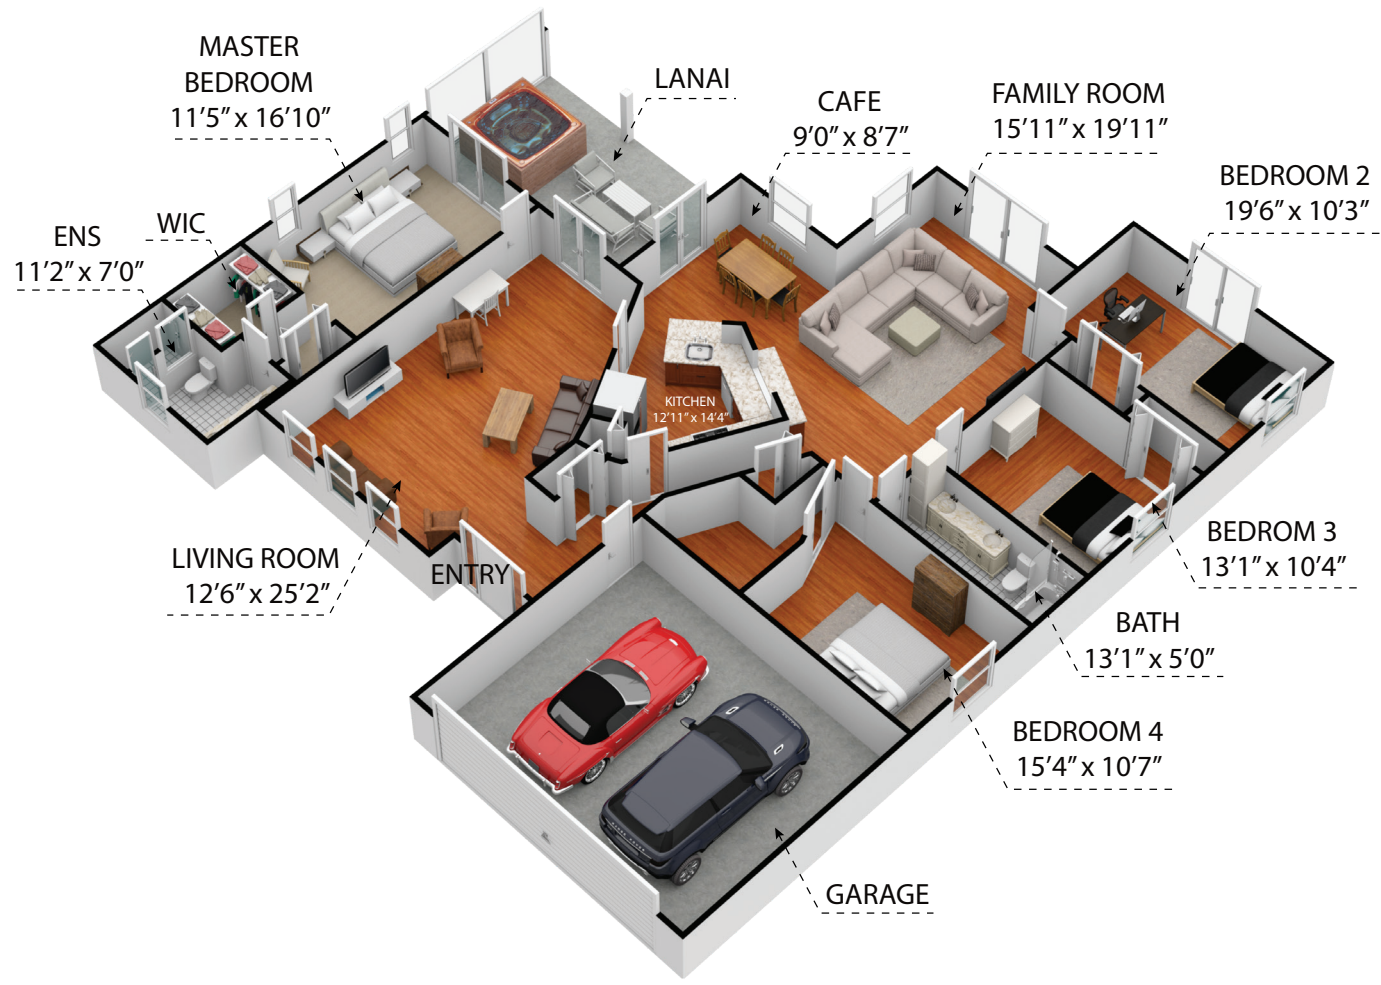 MASTER
BEDROOM
11’5” x 16’10”
LANAI
CAFE
9’0” x 8’7”
FAMILY ROOM
15’11” x 19’11”
BEDROOM 2
19’6” x 10’3”
WIC
ENS
11’2” x 7’0”
KITCHEN
12’11” x 14’4”
LIVING ROOM
12’6” x 25’2”
ENTRY
BEDROM 3
13’1” x 10’4”
BATH
13’1” x 5’0”
BEDROOM 4
15’4” x 10’7”
GARAGE